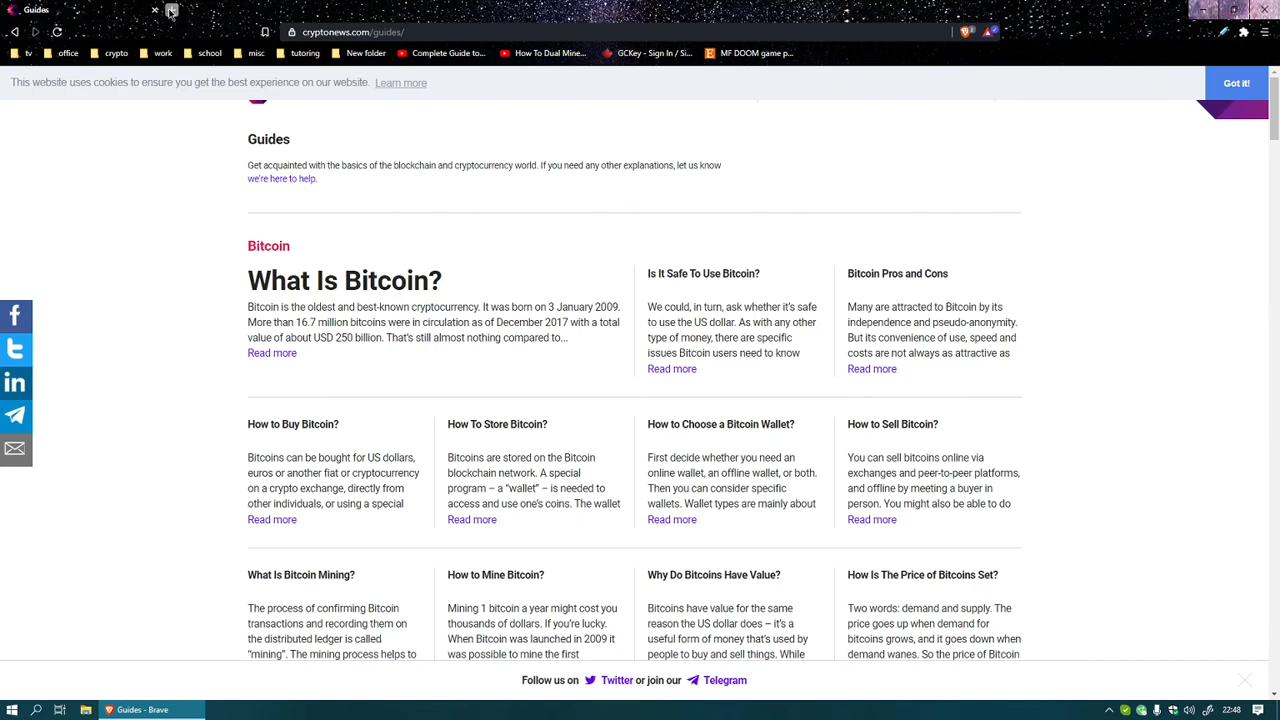 Guides
cryptonews.com/guides/
tv office crypto work school misc tutoring New folder Complete Guide to... How To Dual Mine... GCKey - Sign In / Si... MF DOOM game p...
This website uses cookies to ensure you get the best experience on our website. Learn more
Got it!
Guides
Get acquainted with the basics of the blockchain and cryptocurrency world. If you need any other explanations, let us know
we're here to help.
Bitcoin
What Is Bitcoin?
Bitcoin is the oldest and best-known cryptocurrency. It was born on 3 January 2009.
More than 16.7 million bitcoins were in circulation as of December 2017 with a total
value of about USD 250 billion. That's still almost nothing compared to...
Read more
Is It Safe To Use Bitcoin?
We could, in turn, ask whether it's safe
to use the US dollar. As with any other
type of money, there are specific
issues Bitcoin users need to know
Read more
Bitcoin Pros and Cons
Many are attracted to Bitcoin by its
independence and pseudo-anonymity.
But its convenience of use, speed and
costs are not always as attractive as
Read more
How to Buy Bitcoin?
Bitcoins can be bought for US dollars,
euros or another fiat or cryptocurrency
on a crypto exchange, directly from
other individuals, or using a special
Read more
How To Store Bitcoin?
Bitcoins are stored on the Bitcoin
blockchain network. A special
program – a “wallet” – is needed to
access and use one's coins. The wallet
Read more
How to Choose a Bitcoin Wallet?
First decide whether you need an
online wallet, an offline wallet, or both.
Then you can consider specific
wallets. Wallet types are mainly about
Read more
How to Sell Bitcoin?
You can sell bitcoins online via
exchanges and peer-to-peer platforms,
and offline by meeting a buyer in
person. You might also be able to do
Read more
What Is Bitcoin Mining?
The process of confirming Bitcoin
transactions and recording them on
the distributed ledger is called
“mining”. The mining process helps to
How to Mine Bitcoin?
Mining 1 bitcoin a year might cost you
thousands of dollars. If you're lucky.
When Bitcoin was launched in 2009 it
was possible to mine the first
Why Do Bitcoins Have Value?
Bitcoins have value for the same
reason the US dollar does – it's a
useful form of money that's used by
people to buy and sell things. While
How Is The Price of Bitcoins Set?
Two words: demand and supply. The
price goes up when demand for
bitcoins grows, and it goes down when
demand wanes. So the price of Bitcoin
Follow us on Twitter or join our Telegram
Guides - Brave
22:48